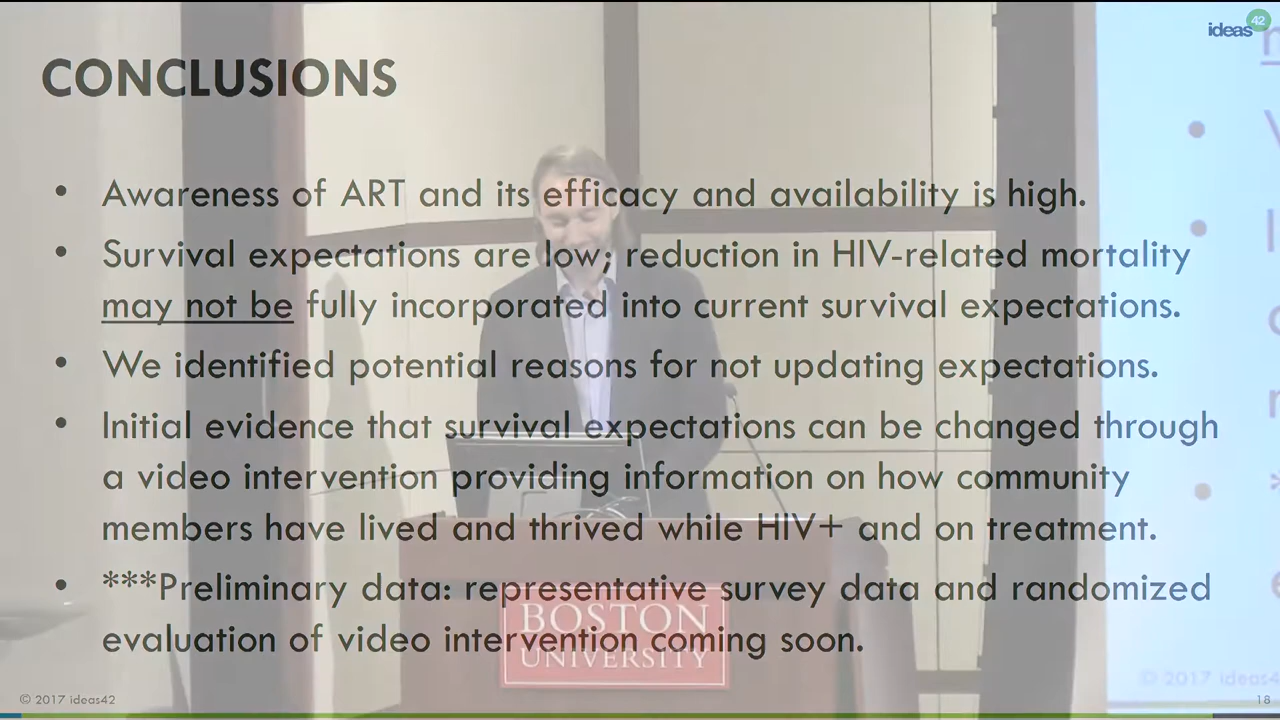 ideas42
CONCLUSIONS
• Awareness of ART and its efficacy and availability is high.
• Survival expectations are low; reduction in HIV-related mortality
may not be fully incorporated into current survival expectations.
• We identified potential reasons for not updating expectations.
• Initial evidence that survival expectations can be changed through
a video intervention providing information on how community
members have lived and thrived while HIV+ and on treatment.
• ***Preliminary data: representative survey data and randomized
evaluation of video intervention coming soon.
BOSTON
UNIVERSITY
© 2017 ideas42
© 2017 ideas4
18